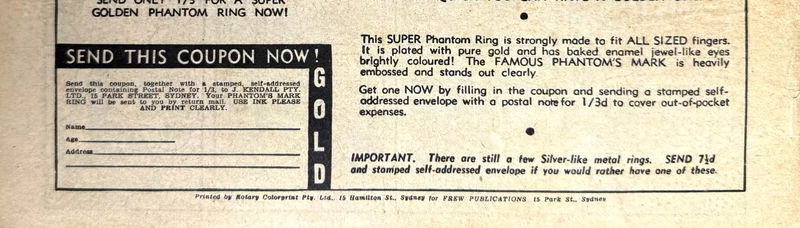 SEND ONLY 1/3 FOR A SUPER
GOLDEN PHANTOM RING NOW!
SEND THIS COUPON NOW!
GOLD
Send this coupon, together with a stamped, self-addressed
envelope containing Postal Note for 1/3, to J. KENDALL PTY.
LTD., 15 PARK STREET, SYDNEY. Your PHANTOM'S MARK
RING will be sent to you by return mail. USE INK PLEASE
AND PRINT CLEARLY.
Name
Age
Address
This SUPER Phantom Ring is strongly made to fit ALL SIZED fingers.
It is plated with pure gold and has baked enamel jewel-like eyes
brightly coloured! The FAMOUS PHANTOM'S MARK is heavily
embossed and stands out clearly
Get one NOW by filling in the coupon and sending a stamped self-
addressed envelope with a postal note for 1/3d to cover out-of-pocket
expenses.
IMPORTANT. There are still a few Silver-like metal rings. SEND 7½d
and stamped self-addressed envelope if you would rather have one of these.
Printed by Rotary Colorprint Pty. Ltd., 15 Hamilton St., Sydney for FREW PUBLICATIONS 15 Park St., Sydney